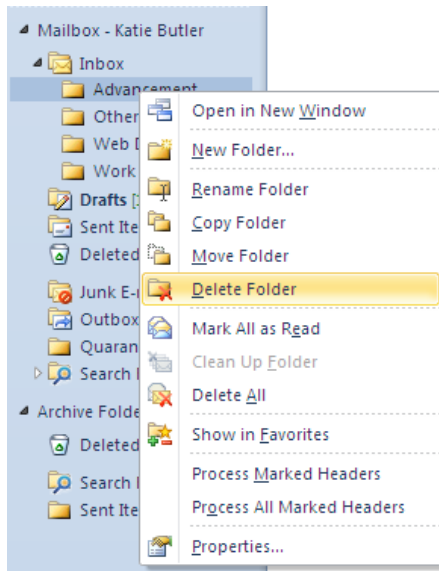 Mailbox - Katie Butler
Inbox
Advancement
Other
Web
Work
Drafts
Sent Ite
Deleted
Junk E-
Outbox
Quaran
Search
Archive Folde
Deleted
Search
Sent Ite
Open in New Window
New Folder...
Rename Folder
Copy Folder
Move Folder
Delete Folder
Mark All as Read
Clean Up Folder
Delete All
Show in Favorites
Process Marked Headers
Process All Marked Headers
Properties...